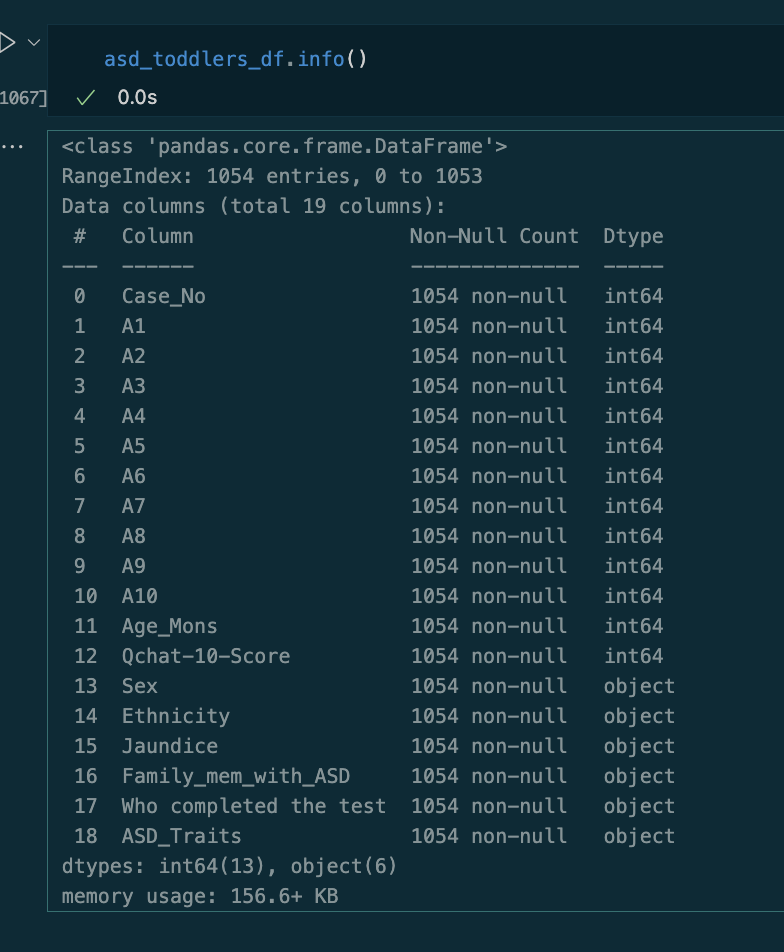 asd_toddlers_df.info()
1067]
0.0s
<class 'pandas.core.frame.DataFrame'>
RangeIndex: 1054 entries, 0 to 1053
Data columns (total 19 columns):
 #   Column                  Non-Null Count  Dtype
---  ------                  --------------  -----
 0   Case_No                 1054 non-null   int64
 1   A1                      1054 non-null   int64
 2   A2                      1054 non-null   int64
 3   A3                      1054 non-null   int64
 4   A4                      1054 non-null   int64
 5   A5                      1054 non-null   int64
 6   A6                      1054 non-null   int64
 7   A7                      1054 non-null   int64
 8   A8                      1054 non-null   int64
 9   A9                      1054 non-null   int64
 10  A10                     1054 non-null   int64
 11  Age_Mons                1054 non-null   int64
 12  Qchat-10-Score          1054 non-null   int64
 13  Sex                     1054 non-null   object
 14  Ethnicity               1054 non-null   object
 15  Jaundice                1054 non-null   object
 16  Family_mem_with_ASD     1054 non-null   object
 17  Who completed the test  1054 non-null   object
 18  ASD_Traits              1054 non-null   object
dtypes: int64(13), object(6)
memory usage: 156.6+ KB